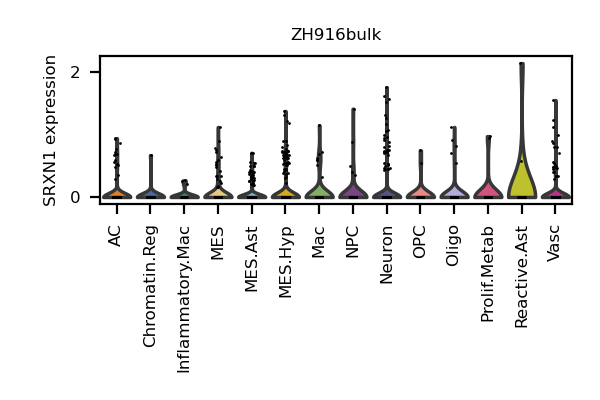 ZH916bulk
SRXN1 expression
2
0
AC
Chromatin.Reg
Inflammatory.Mac
MES
MES.Ast
MES.Hyp
Mac
NPC
Neuron
OPC
Oligo
Prolif.Metab
Reactive.Ast
Vasc